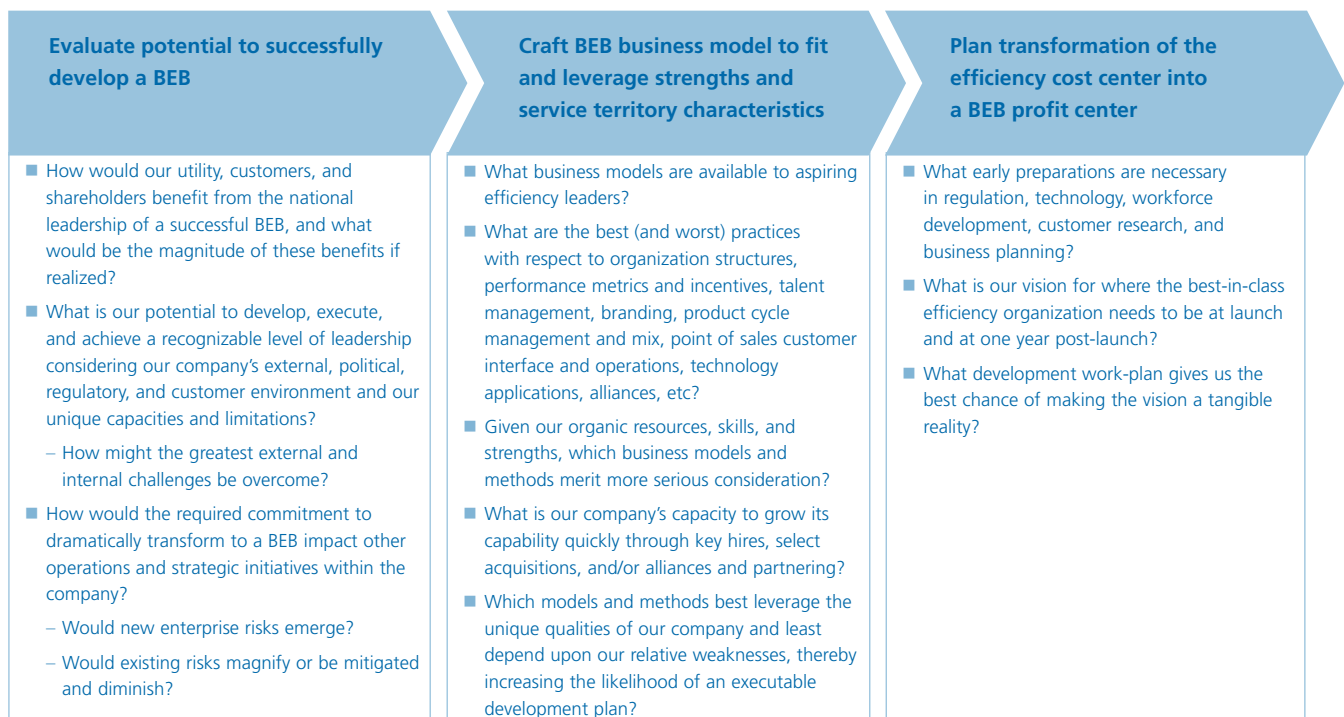 Evaluate potential to successfully
develop a BEB
■ How would our utility, customers, and
shareholders benefit from the national
leadership of a successful BEB, and what
would be the magnitude of these benefits if
realized?
■ What is our potential to develop, execute,
and achieve a recognizable level of leadership
considering our company's external, political,
regulatory, and customer environment and our
unique capacities and limitations?
– How might the greatest external and
internal challenges be overcome?
■ How would the required commitment to
dramatically transform to a BEB impact other
operations and strategic initiatives within the
company?
– Would new enterprise risks emerge?
– Would existing risks magnify or be mitigated
and diminish?
Craft BEB business model to fit
and leverage strengths and
service territory characteristics
■ What business models are available to aspiring
efficiency leaders?
■ What are the best (and worst) practices
with respect to organization structures,
performance metrics and incentives, talent
management, branding, product cycle
management and mix, point of sales customer
interface and operations, technology
applications, alliances, etc?
■ Given our organic resources, skills, and
strengths, which business models and
methods merit more serious consideration?
■ What is our company's capacity to grow its
capability quickly through key hires, select
acquisitions, and/or alliances and partnering?
■ Which models and methods best leverage the
unique qualities of our company and least
depend upon our relative weaknesses, thereby
increasing the likelihood of an executable
development plan?
Plan transformation of the
efficiency cost center into
a BEB profit center
■ What early preparations are necessary
in regulation, technology, workforce
development, customer research, and
business planning?
■ What is our vision for where the best-in-class
efficiency organization needs to be at launch
and at one year post-launch?
■ What development work-plan gives us the
best chance of making the vision a tangible
reality?